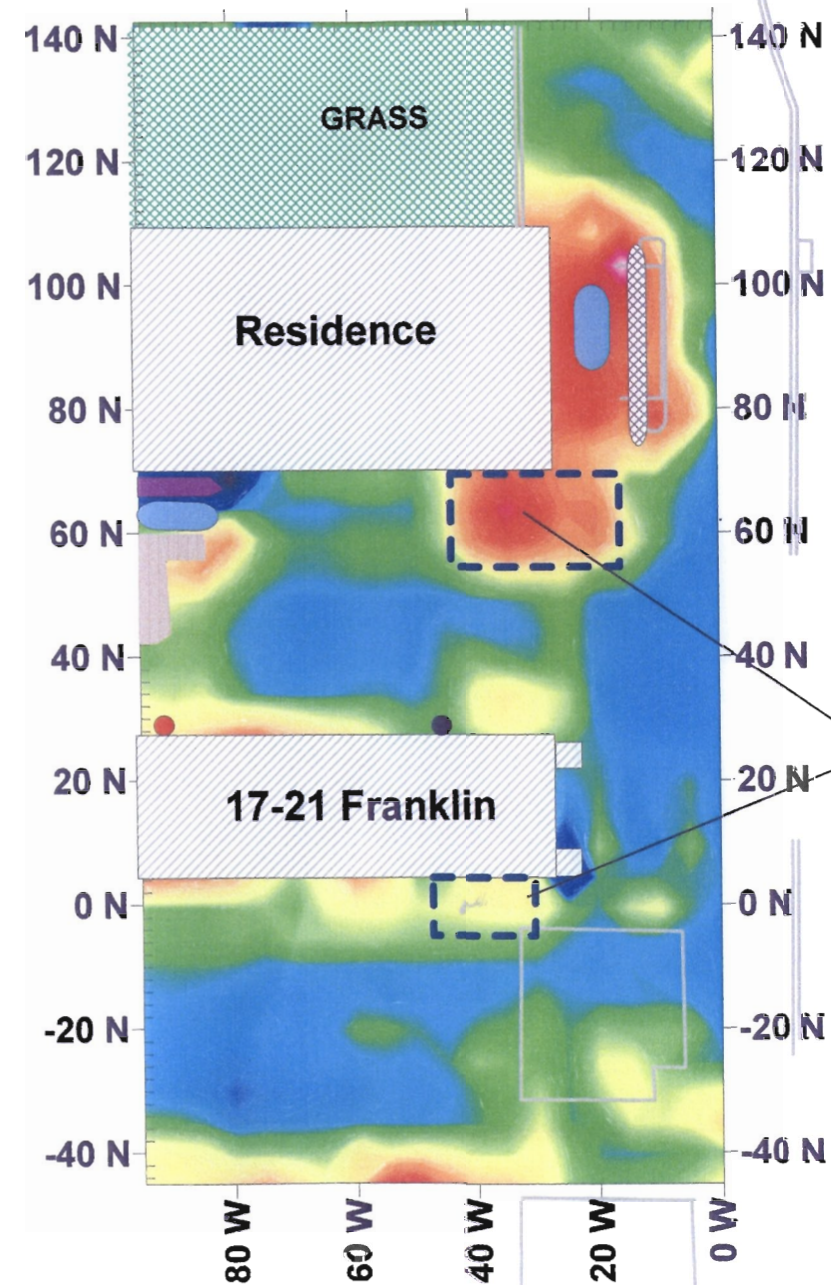 140 N 140 N
GRASS
120 N 120 N
100 N 100 N
Residence
80 N 80 N
60 N 60 N
40 N 40 N
20 N 20 N
17-21 Franklin
0 N 0 N
-20 N -20 N
-40 N -40 N
80 W 60 W 40 W 20 W 0 W